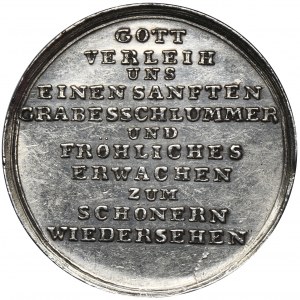 GOTT
VERLEIH
UNS
EINEN SANFTEN
GRABESSCHLUMMER
UND
FROHLICHES
ERWACHEN
ZUM
SCHONERN
WIEDERSEHEN